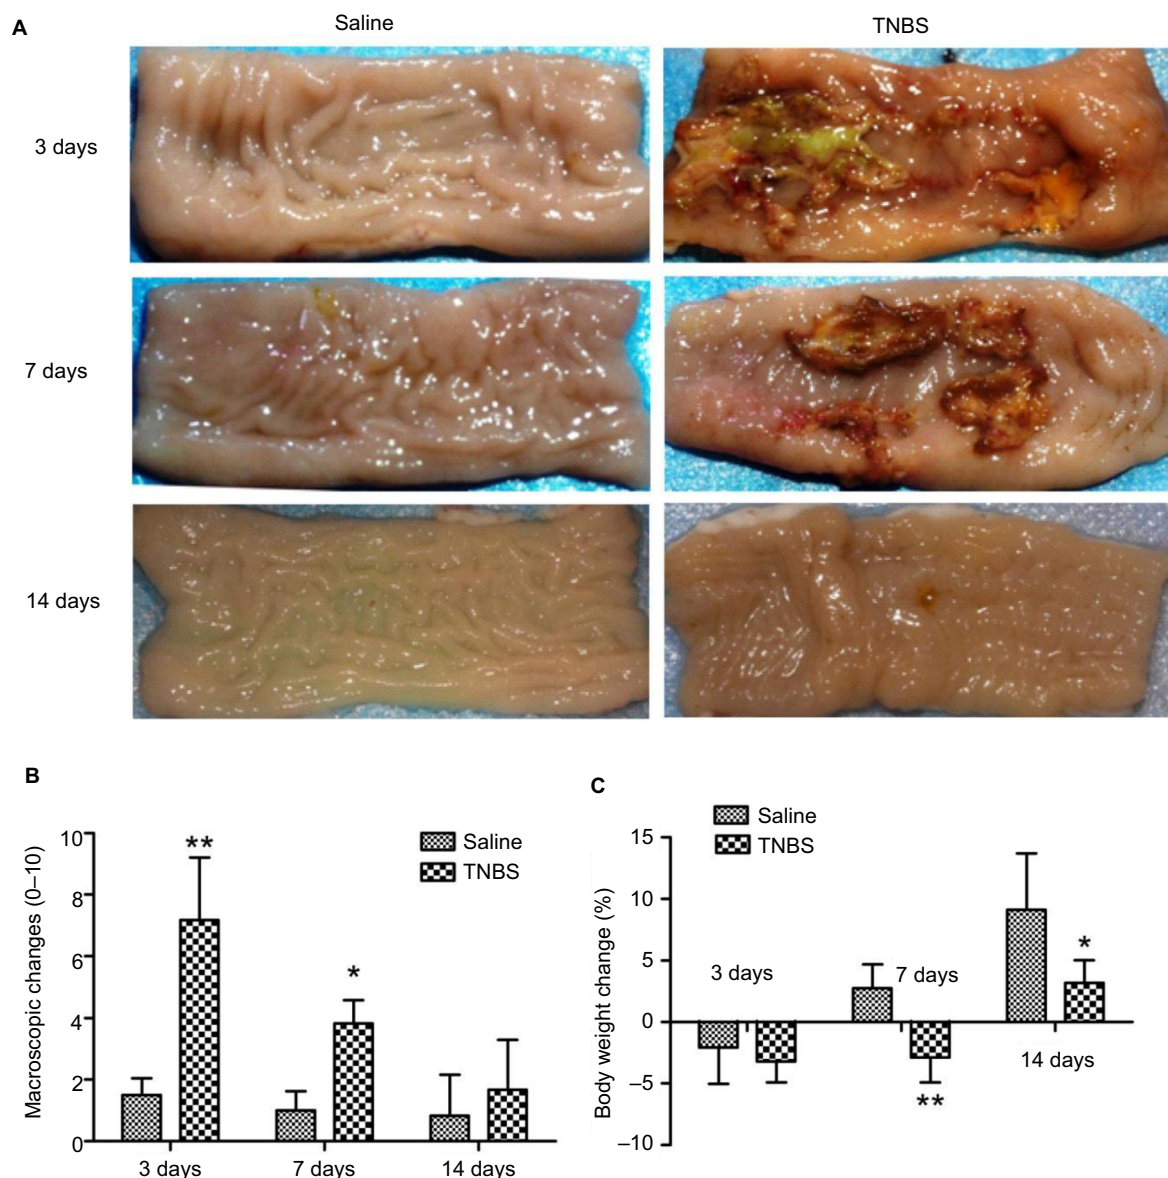 A
Saline
TNBS
3 days
7 days
14 days
B
Macroscopic changes (0–10)
10
8
6
4
2
0
**
*
Saline
TNBS
3 days
7 days
14 days
C
Body weight change (%)
Saline
TNBS
15
10
5
0
–5
–10
3 days
7 days
**
*
14 days